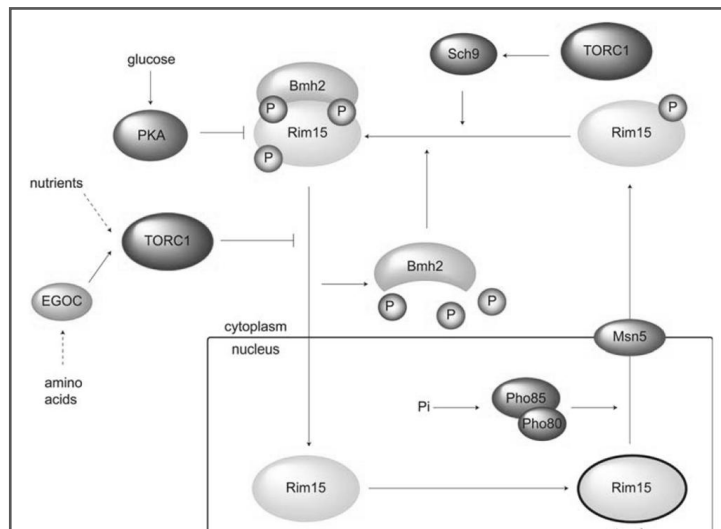 glucose
PKA
Bmh2
P
P
Rim15
P
Sch9
TORC1
P
Rim15
nutrients
TORC1
EGOC
amino
acids
Bmh2
P
P
P
cytoplasm
nucleus
Msn5
Pi
Pho85
Pho80
Rim15
Rim15